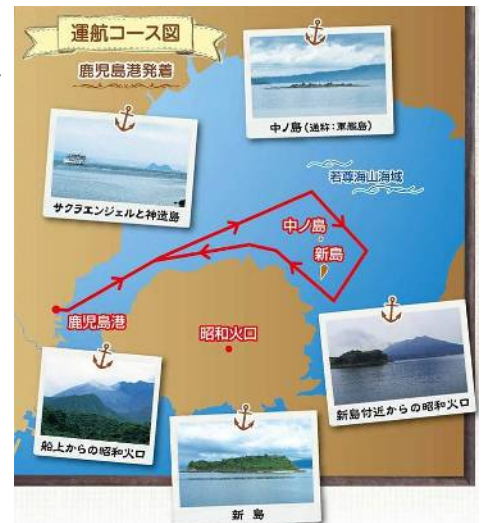 運航コース図
鹿児島港発着
中ノ島(通称:軍艦島)
サクラエンジェルと神造島
若尊海山海域
中ノ島
新島
鹿児島港
昭和火口
船上からの昭和火口
新島付近からの昭和火口
新島